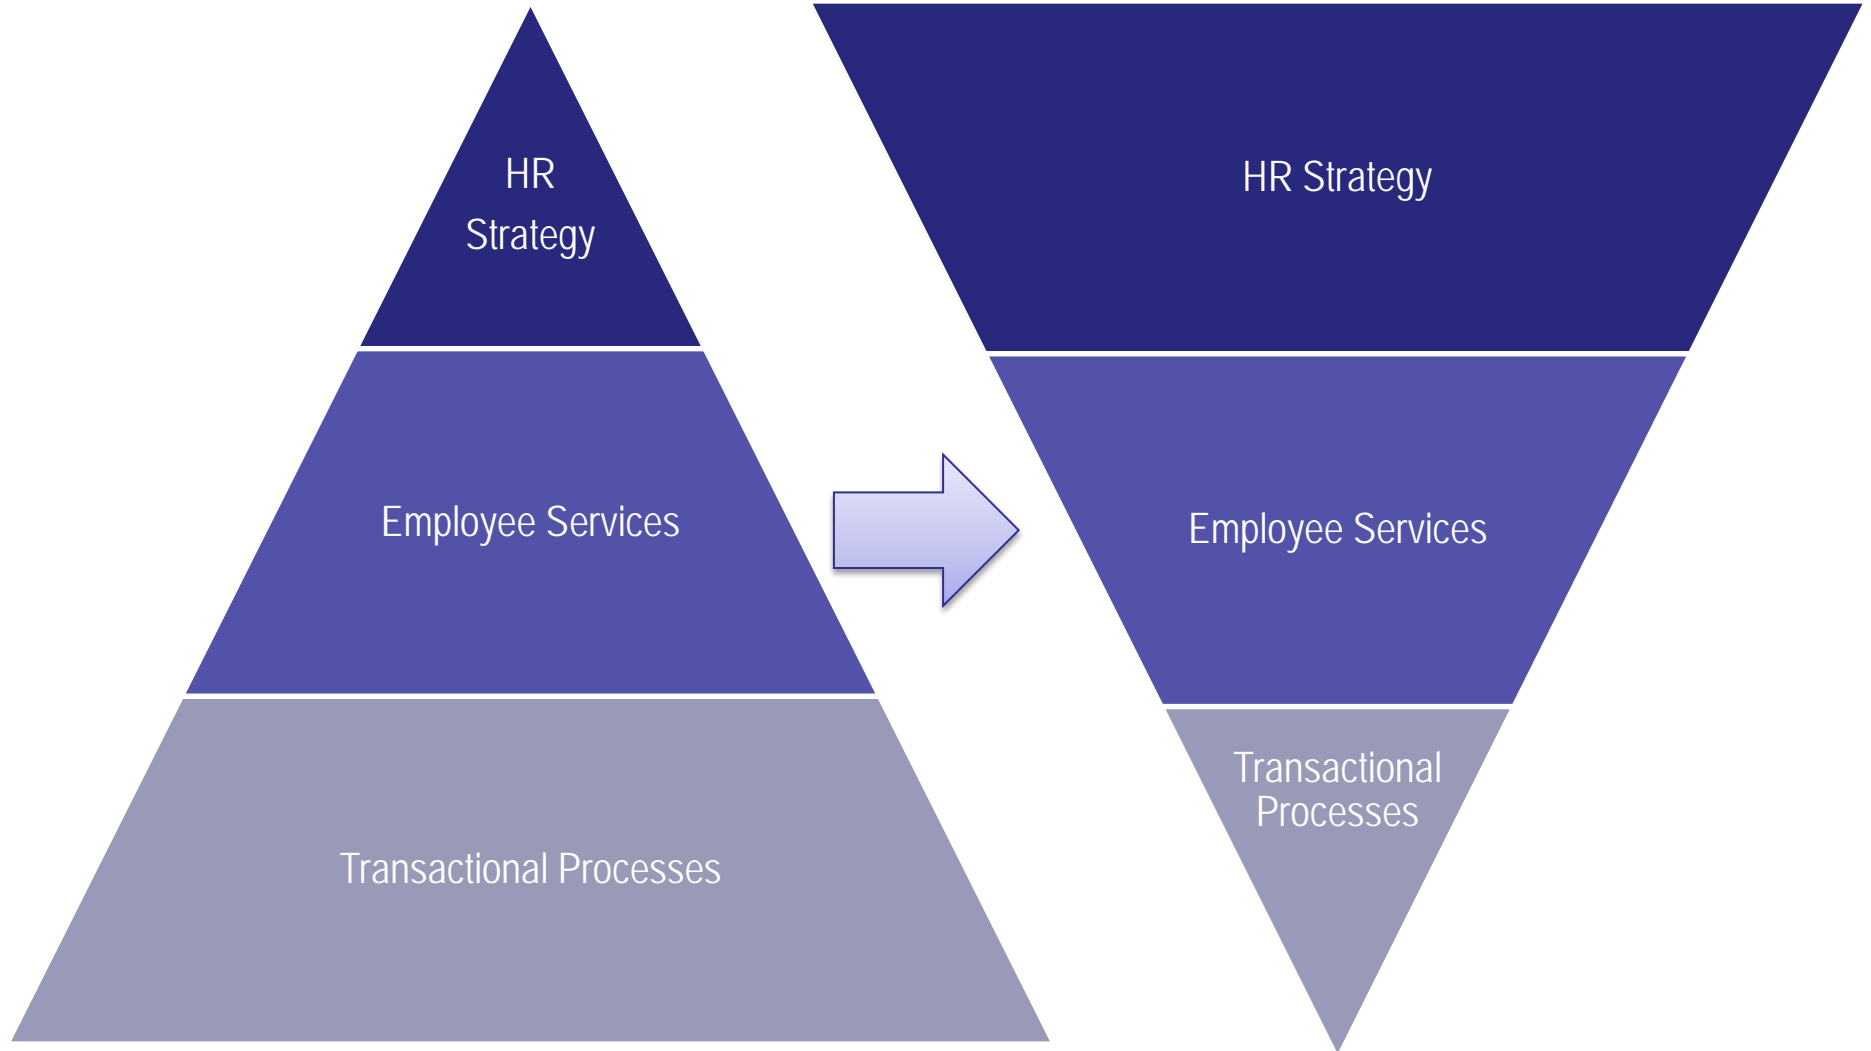 HR
Strategy
Employee Services
Transactional Processes
HR Strategy
Employee Services
Transactional
Processes